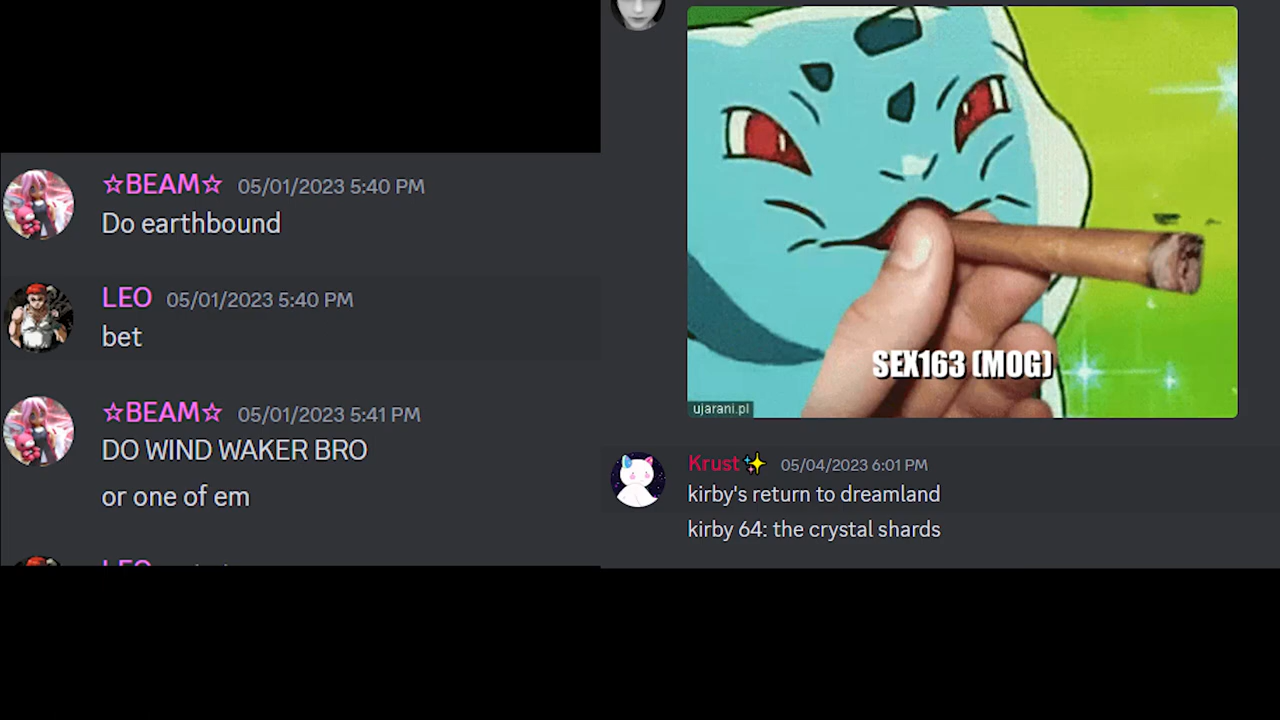 ☆BEAM☆ 05/01/2023 5:40 PM
Do earthbound
LEO 05/01/2023 5:40 PM
bet
☆BEAM☆ 05/01/2023 5:41 PM
DO WIND WAKER BRO
or one of em
SEX163 (MOG)
ujarani.pl
Krust✨ 05/04/2023 6:01 PM
kirby's return to dreamland
kirby 64: the crystal shards